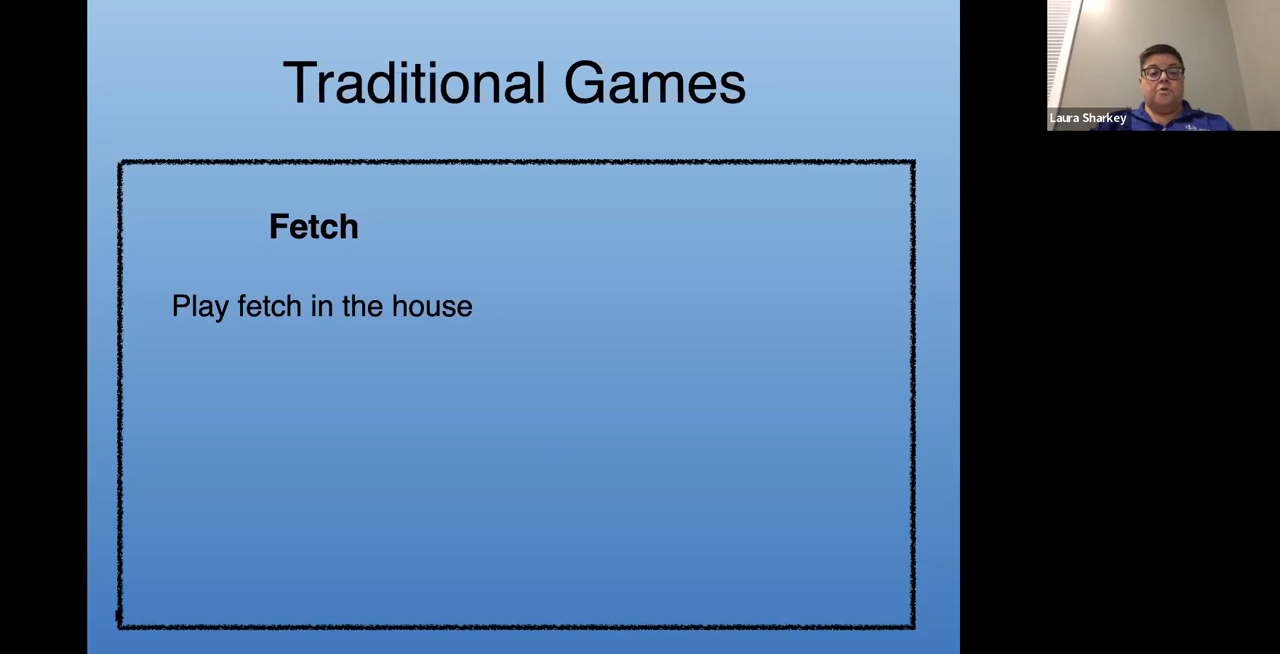 Traditional Games
Laura Sharkey
Fetch
Play fetch in the house